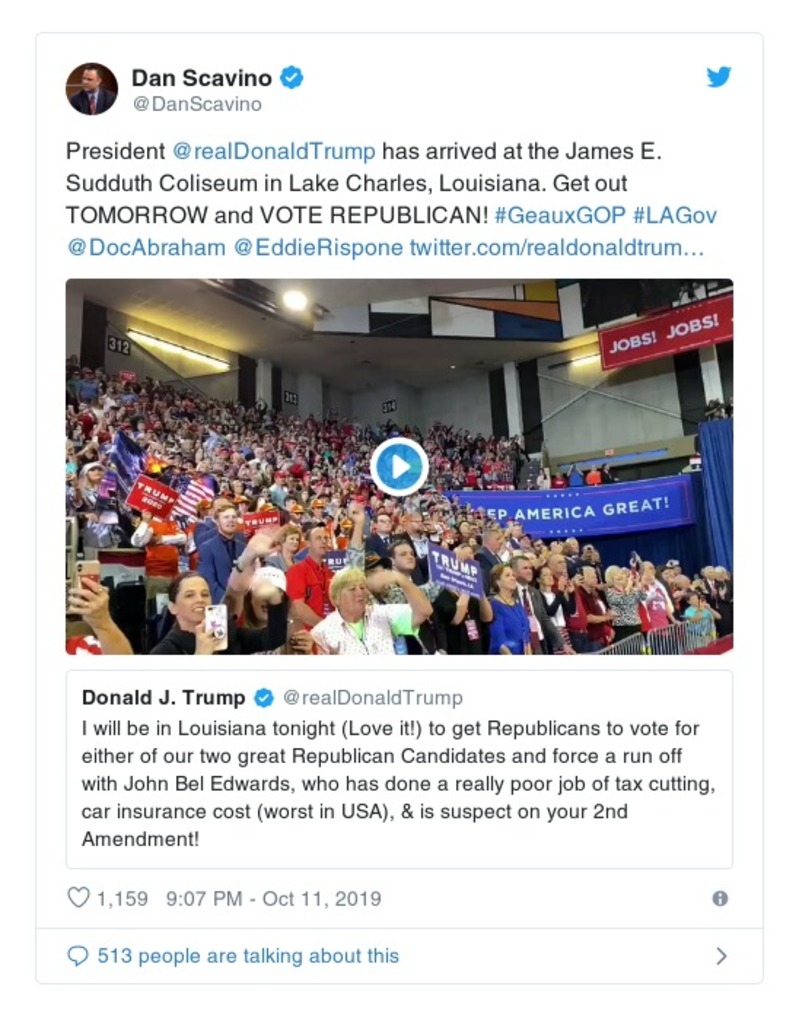 Dan Scavino
@DanScavino
President @realDonaldTrump has arrived at the James E.
Sudduth Coliseum in Lake Charles, Louisiana. Get out
TOMORROW and VOTE REPUBLICAN! #GeauxGOP #LAGov
@DocAbraham @EddieRispone twitter.com/realdonaldtrum…
312
313
314
JOBS! JOBS!
EP AMERICA GREAT!
TRUMP
2020
TRUMP
TRU
TRUMP
Donald J. Trump @realDonaldTrump
I will be in Louisiana tonight (Love it!) to get Republicans to vote for
either of our two great Republican Candidates and force a run off
with John Bel Edwards, who has done a really poor job of tax cutting,
car insurance cost (worst in USA), & is suspect on your 2nd
Amendment!
1,159 9:07 PM - Oct 11, 2019
513 people are talking about this